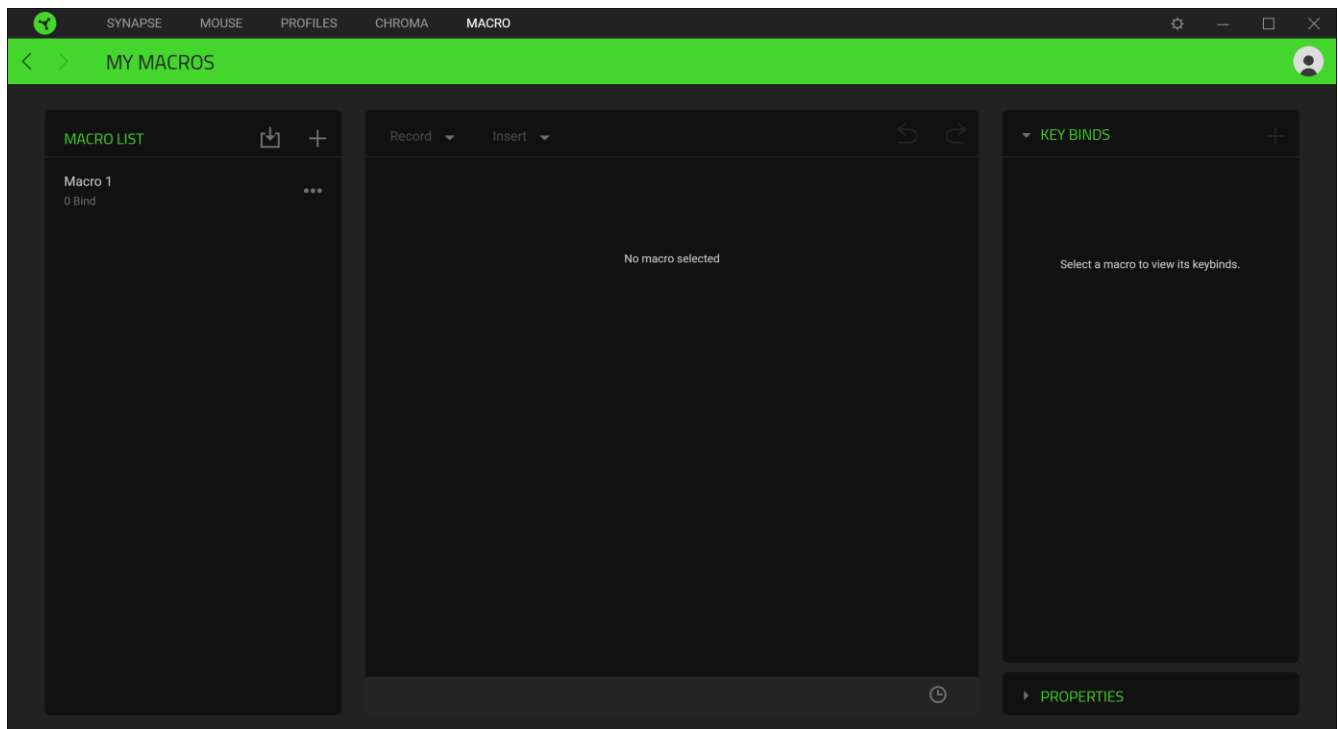 SYNAPSE MOUSE PROFILES CHROMA MACRO
MY MACROS
MACRO LIST
Macro 1
0 Bind
Record Insert
No macro selected
KEY BINDS
Select a macro to view its keybinds.
PROPERTIES